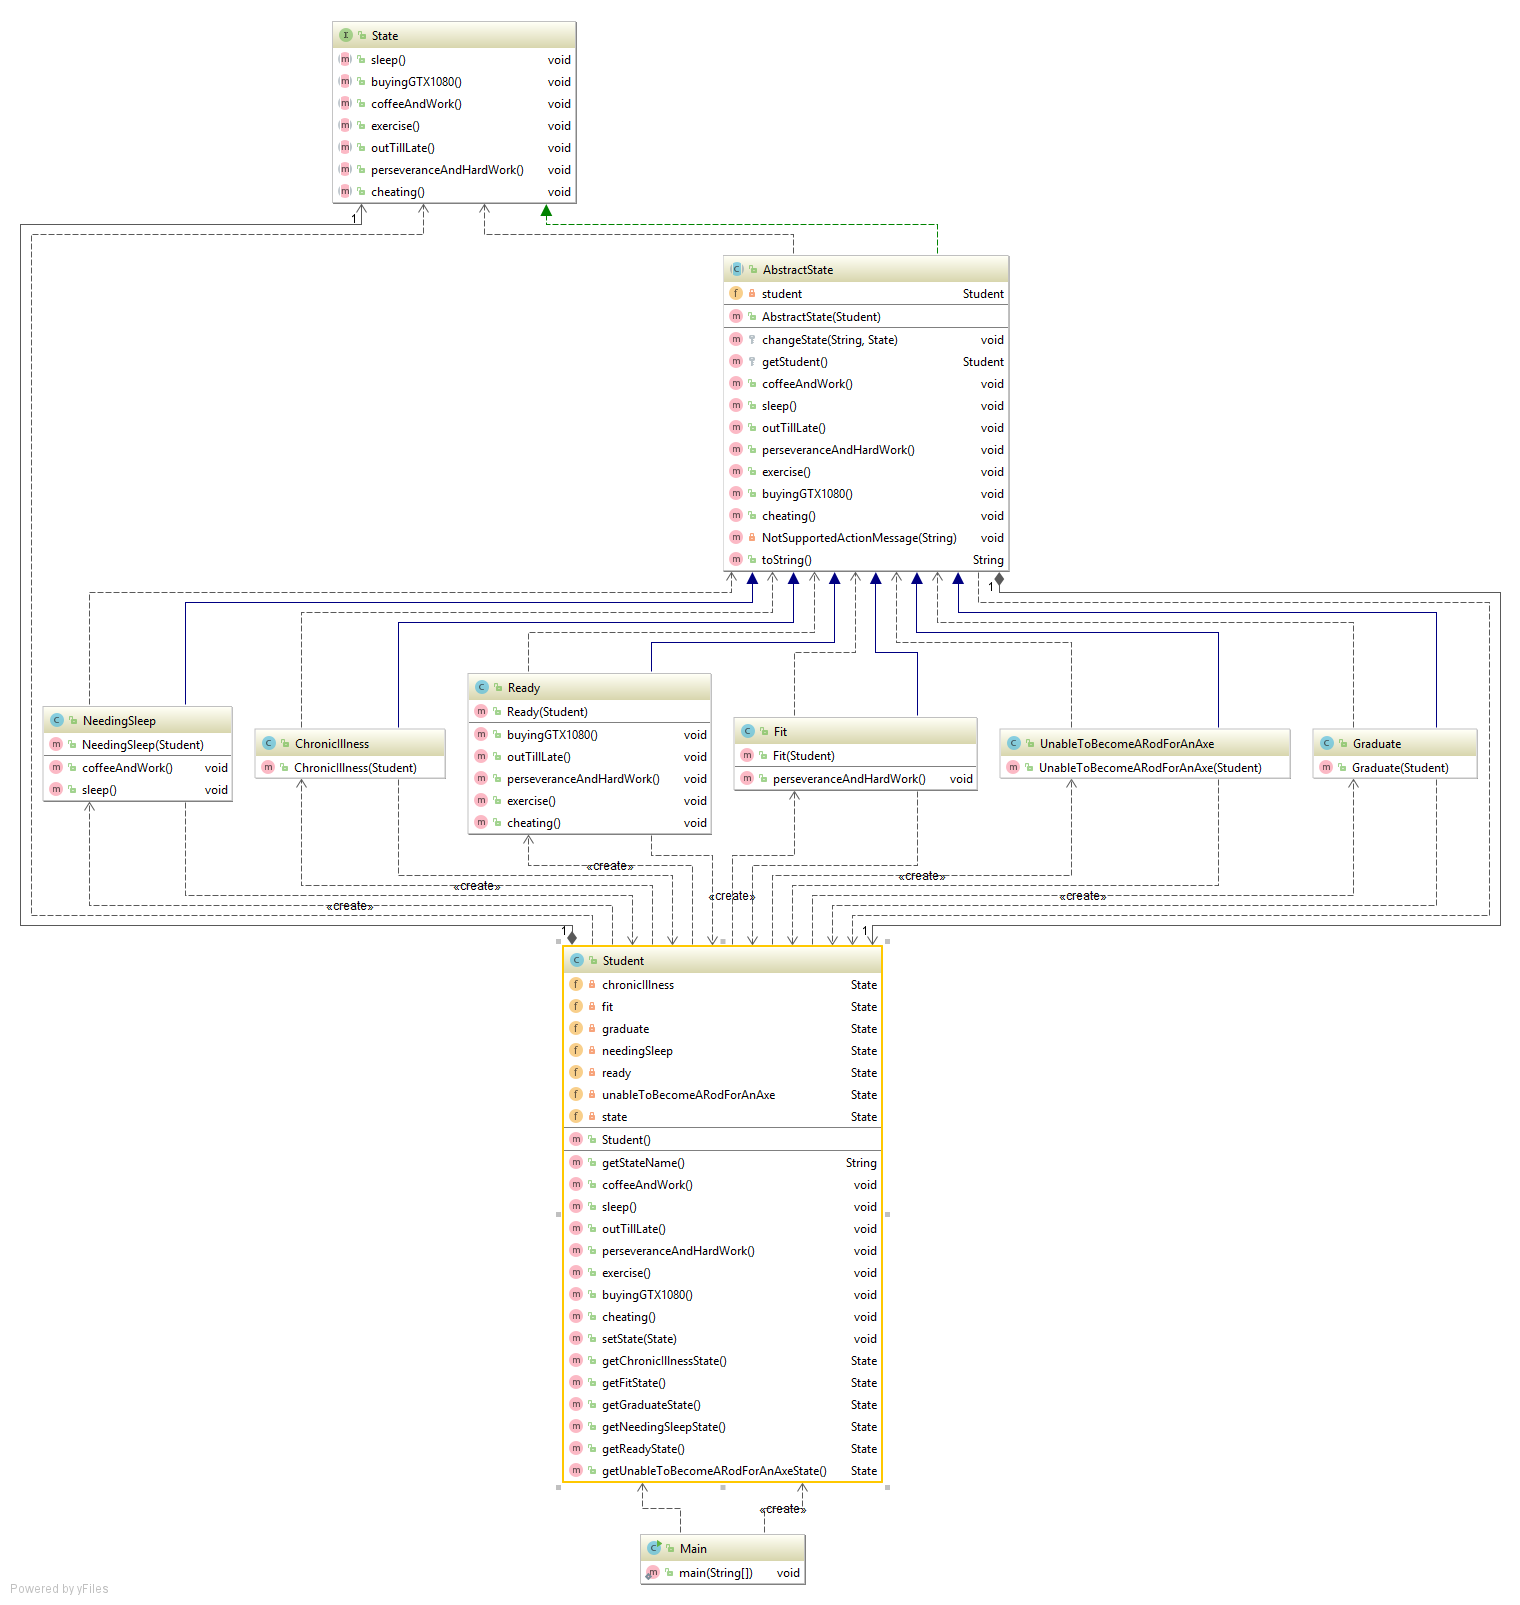 State
sleep() void
buyingGTX1080() void
coffeeAndWork() void
exercise() void
outTillLate() void
perseveranceAndHardWork() void
cheating() void
1
AbstractState
student Student
AbstractState(Student)
changeState(String, State) void
getStudent() Student
coffeeAndWork() void
sleep() void
outTillLate() void
perseveranceAndHardWork() void
exercise() void
buyingGTX1080() void
cheating() void
NotSupportedActionMessage(String) void
toString() String
1
NeedingSleep
NeedingSleep(Student)
coffeeAndWork() void
sleep() void
ChronicIllness
ChronicIllness(Student)
Ready
Ready(Student)
buyingGTX1080() void
outTillLate() void
perseveranceAndHardWork() void
exercise() void
cheating() void
Fit
Fit(Student)
perseveranceAndHardWork() void
UnableToBecomeARodForAnAxe
UnableToBecomeARodForAnAxe(Student)
Graduate
Graduate(Student)
«create»
«create»
«create»
«create»
«create»
«create»
1
1
Student
chronicIllness State
fit State
graduate State
needingSleep State
ready State
unableToBecomeARodForAnAxe State
state State
Student()
getStateName() String
coffeeAndWork() void
sleep() void
outTillLate() void
perseveranceAndHardWork() void
exercise() void
buyingGTX1080() void
cheating() void
setState(State) void
getChronicIllnessState() State
getFitState() State
getGraduateState() State
getNeedingSleepState() State
getReadyState() State
getUnableToBecomeARodForAnAxeState() State
«create»
Main
main(String[]) void
Powered by yFiles